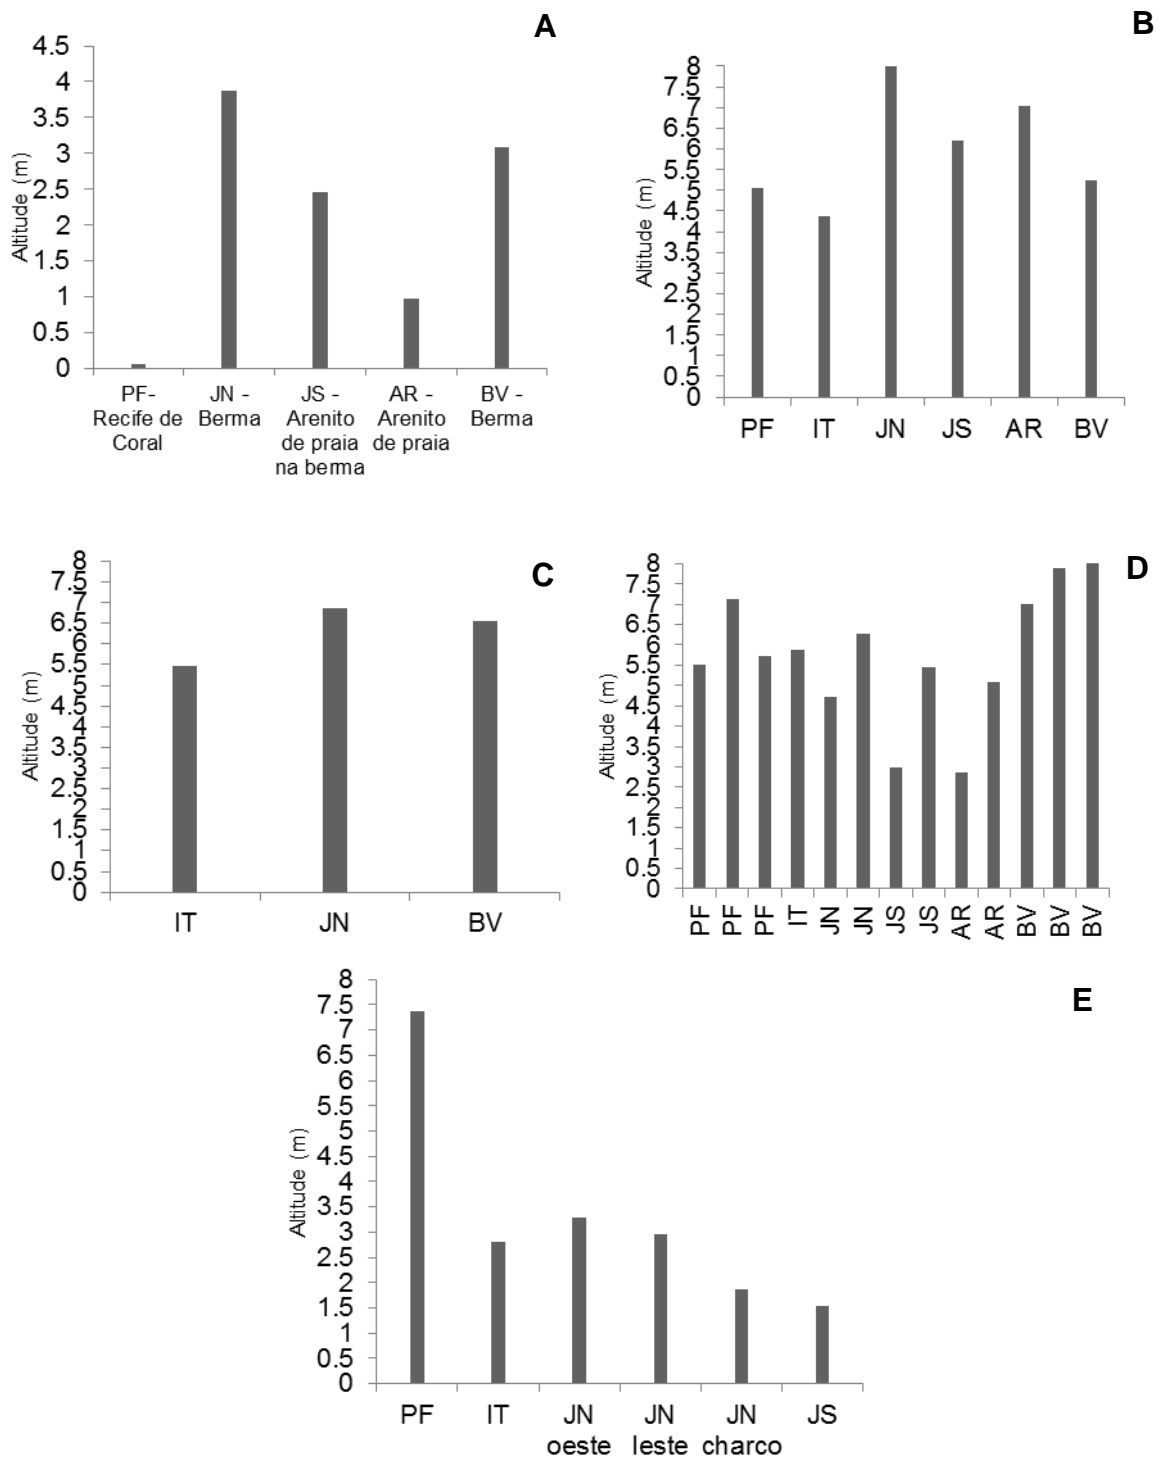 A
4.5
4
3.5
3
2.5
2
1.5
1
0.5
0
Altitude (m)
PF-
Recife de
Coral
JN -
Berma
JS -
Arenito
de praia
na berma
AR -
Arenito
de praia
BV -
Berma
B
8
7.5
7
6.5
6
5.5
5
4.5
4
3.5
3
2.5
2
1.5
1
0.5
0
Altitude (m)
PF
IT
JN
JS
AR
BV
C
8
7.5
7
6.5
6
5.5
5
4.5
4
3.5
3
2.5
2
1.5
1
0.5
0
Altitude (m)
IT
JN
BV
D
8
7.5
7
6.5
6
5.5
5
4.5
4
3.5
3
2.5
2
1.5
1
0.5
0
Altitude (m)
PF
PF
PF
IT
JN
JN
JS
JS
AR
AR
BV
BV
BV
E
8
7.5
7
6.5
6
5.5
5
4.5
4
3.5
3
2.5
2
1.5
1
0.5
0
Altitude (m)
PF
IT
JN
oeste
JN
leste
JN
charco
JS